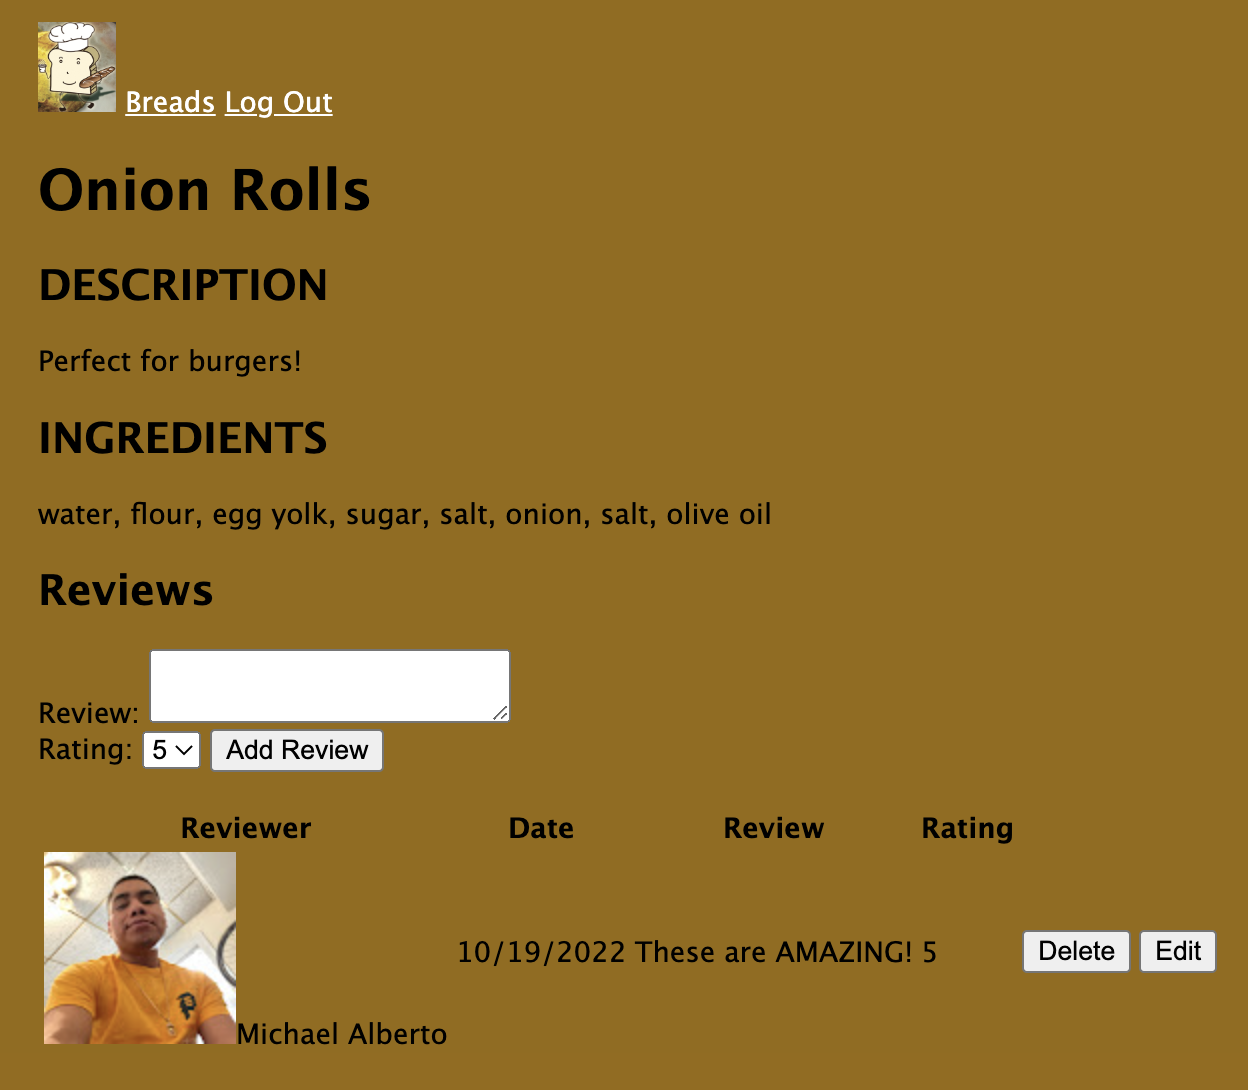 Breads Log Out
Onion Rolls
DESCRIPTION
Perfect for burgers!
INGREDIENTS
water, flour, egg yolk, sugar, salt, onion, salt, olive oil
Reviews
Review:
Rating: 5 Add Review
Reviewer Date Review Rating
10/19/2022 These are AMAZING! 5 Delete Edit
Michael Alberto